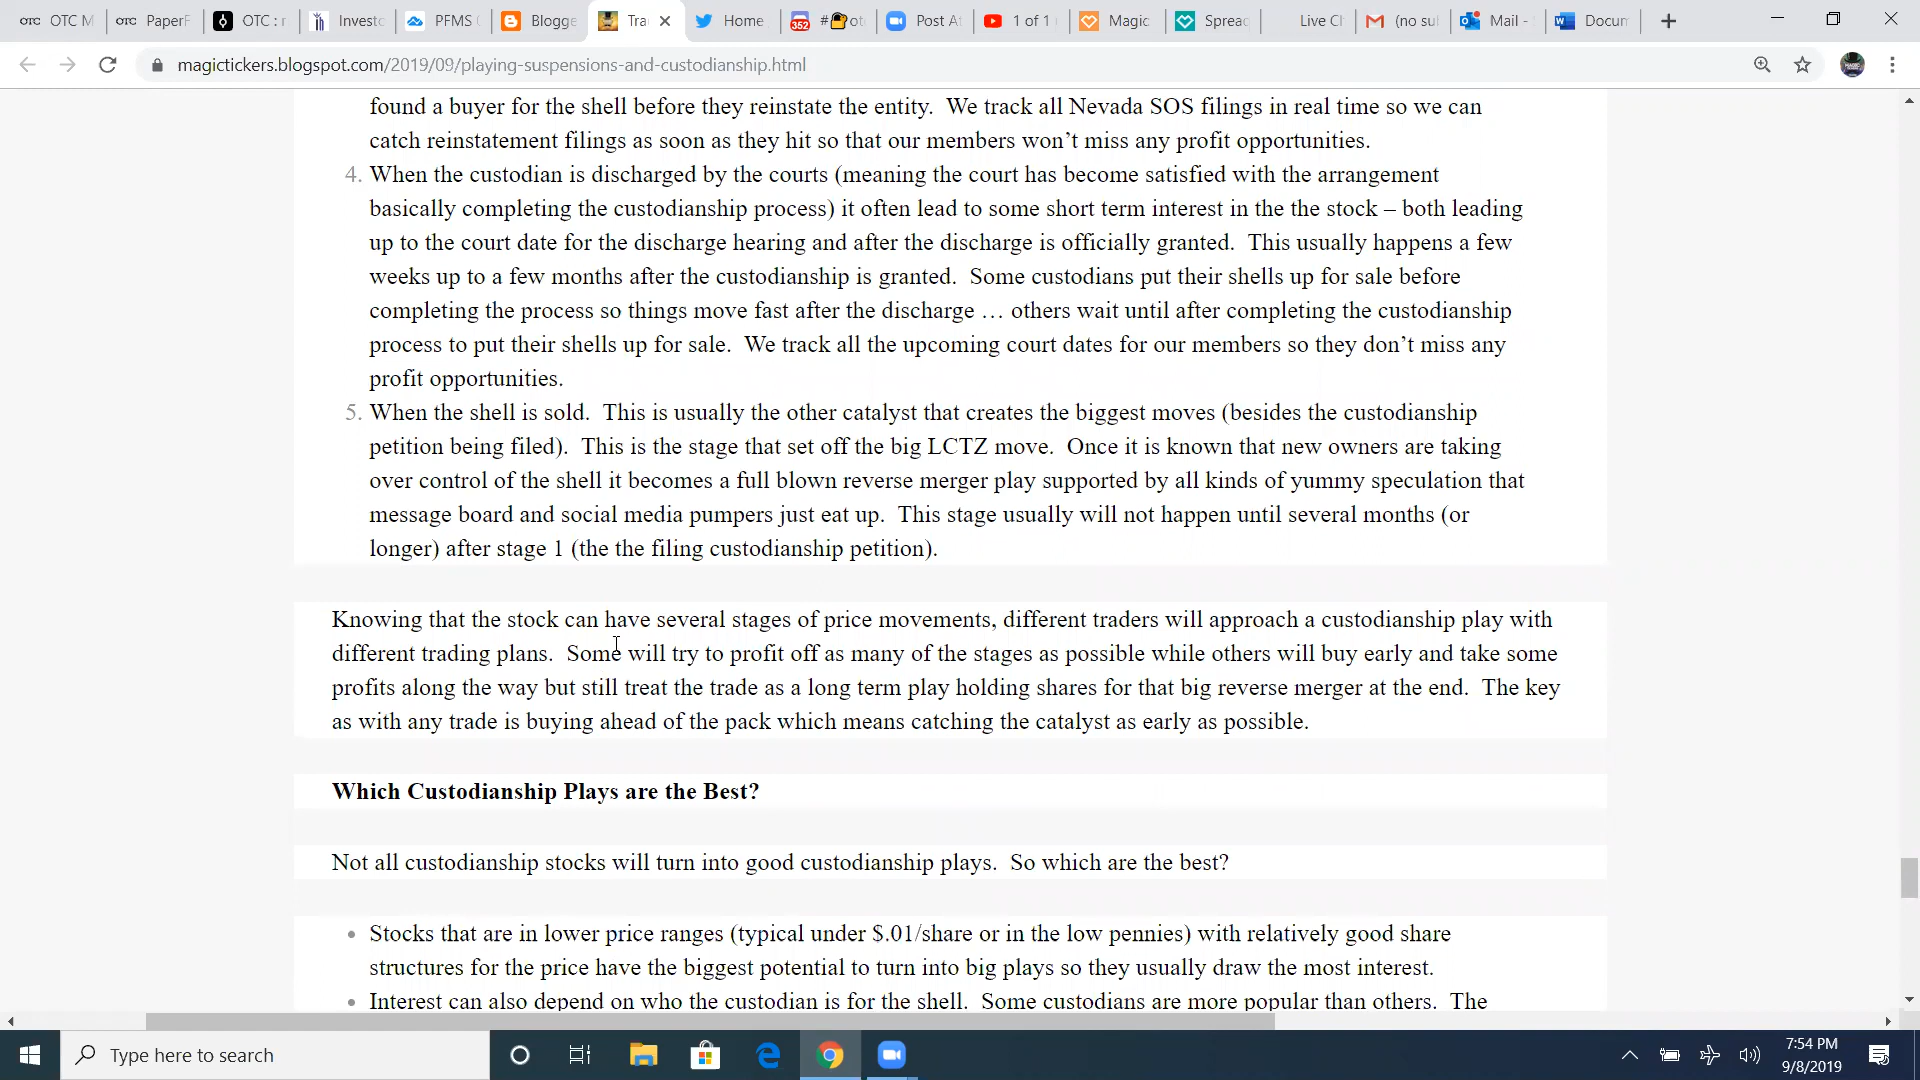 OTC M
PaperF
OTC : r
Investo
PFMS (
Blogge
Tra
Home
352
# ot
Post Af
1 of 1
Magic
Spread
Live Ch
(no su
Mail -
Docum
magictickers.blogspot.com/2019/09/playing-suspensions-and-custodianship.html
found a buyer for the shell before they reinstate the entity. We track all Nevada SOS filings in real time so we can
catch reinstatement filings as soon as they hit so that our members won’t miss any profit opportunities.
4. When the custodian is discharged by the courts (meaning the court has become satisfied with the arrangement
basically completing the custodianship process) it often lead to some short term interest in the the stock – both leading
up to the court date for the discharge hearing and after the discharge is officially granted. This usually happens a few
weeks up to a few months after the custodianship is granted. Some custodians put their shells up for sale before
completing the process so things move fast after the discharge … others wait until after completing the custodianship
process to put their shells up for sale. We track all the upcoming court dates for our members so they don’t miss any
profit opportunities.
5. When the shell is sold. This is usually the other catalyst that creates the biggest moves (besides the custodianship
petition being filed). This is the stage that set off the big LCTZ move. Once it is known that new owners are taking
over control of the shell it becomes a full blown reverse merger play supported by all kinds of yummy speculation that
message board and social media pumpers just eat up. This stage usually will not happen until several months (or
longer) after stage 1 (the the filing custodianship petition).
Knowing that the stock can have several stages of price movements, different traders will approach a custodianship play with
different trading plans. Some will try to profit off as many of the stages as possible while others will buy early and take some
profits along the way but still treat the trade as a long term play holding shares for that big reverse merger at the end. The key
as with any trade is buying ahead of the pack which means catching the catalyst as early as possible.
Which Custodianship Plays are the Best?
Not all custodianship stocks will turn into good custodianship plays. So which are the best?
• Stocks that are in lower price ranges (typical under $.01/share or in the low pennies) with relatively good share
structures for the price have the biggest potential to turn into big plays so they usually draw the most interest.
• Interest can also depend on who the custodian is for the shell. Some custodians are more popular than others. The
Type here to search
7:54 PM
9/8/2019